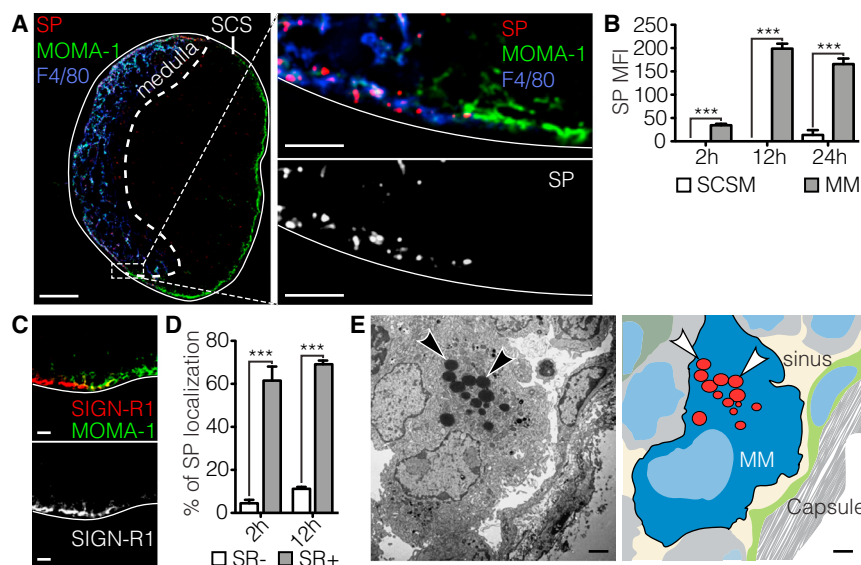 A
SP
MOMA-1
F4/80
SCS
medulla
SP
MOMA-1
F4/80
SP
B
SP MFI
250
200
150
100
50
0
***
***
***
2h
12h
24h
SCSM
MM
C
SIGN-R1
MOMA-1
SIGN-R1
D
% of SP localization
80
60
40
20
0
***
***
2h
12h
SR-
SR+
E
sinus
MM
Capsule